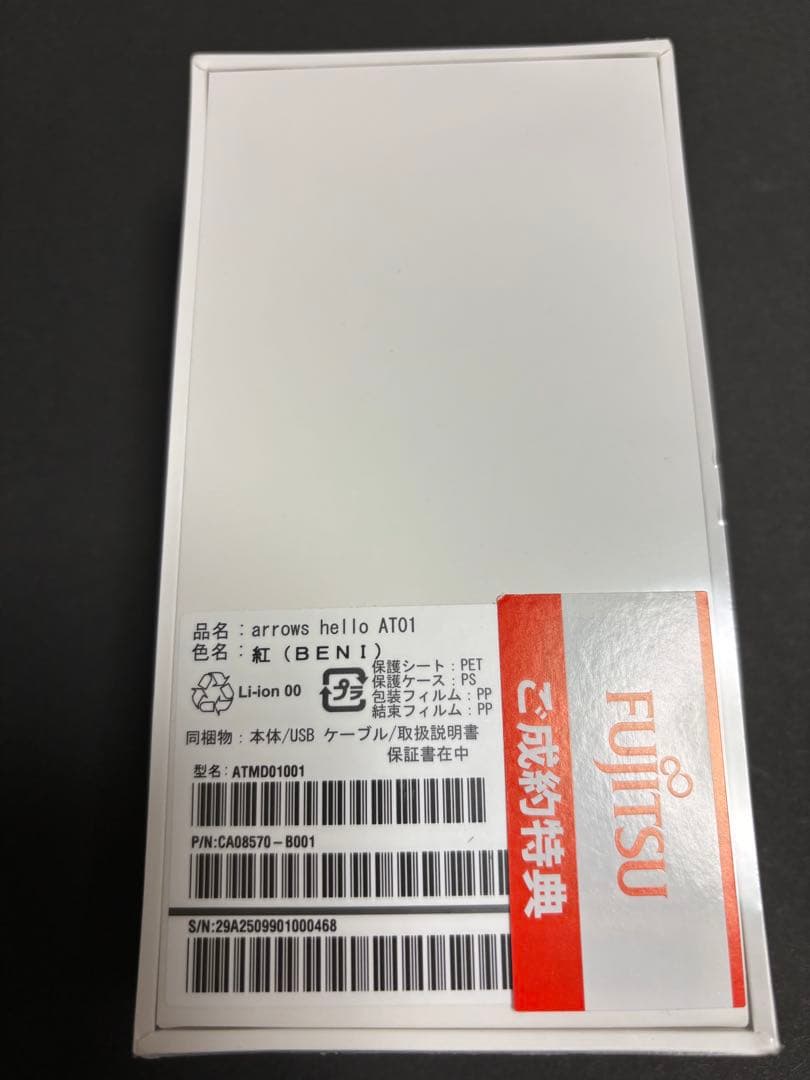 品名：arrows hello AT01
色名：紅（BENI）
Li-ion 00
プラ
保護シート：PET
保護ケース：PS
包装フィルム：PP
結束フィルム：PP
同梱物：本体/USB ケーブル/取扱説明書
保証書在中
型名：ATMD01001
P/N:CA08570-B001
S/N:29A2509901000468
ご成約特典
FUJITSU